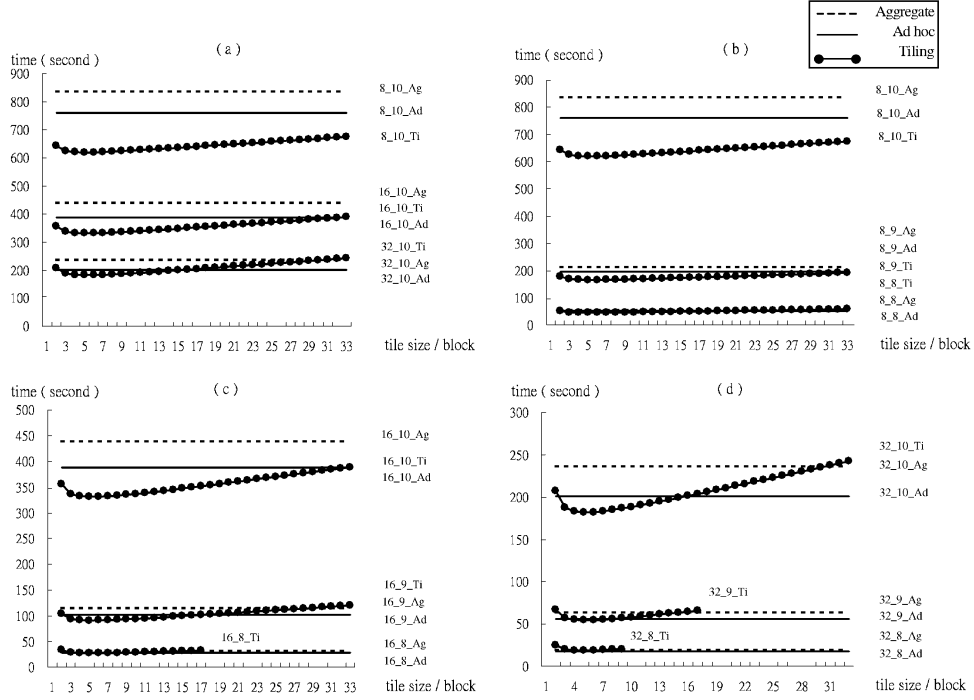 Aggregate
Ad hoc
Tiling
( a )
time ( second )
900
800
700
600
500
400
300
200
100
0
8_10_Ag
8_10_Ad
8_10_Ti
16_10_Ag
16_10_Ti
16_10_Ad
32_10_Ti
32_10_Ag
32_10_Ad
1 3 5 7 9 11 13 15 17 19 21 23 25 27 29 31 33
tile size / block
( b )
time ( second )
900
800
700
600
500
400
300
200
100
0
8_10_Ag
8_10_Ad
8_10_Ti
8_9_Ag
8_9_Ad
8_9_Ti
8_8_Ti
8_8_Ag
8_8_Ad
1 3 5 7 9 11 13 15 17 19 21 23 25 27 29 31 33
tile size / block
( c )
time ( second )
500
450
400
350
300
250
200
150
100
50
0
16_10_Ag
16_10_Ti
16_10_Ad
16_9_Ti
16_9_Ag
16_9_Ad
16_8_Ti
16_8_Ag
16_8_Ad
1 3 5 7 9 11 13 15 17 19 21 23 25 27 29 31 33
tile size / block
( d )
time ( second )
300
250
200
150
100
50
0
32_10_Ti
32_10_Ag
32_10_Ad
32_9_Ti
32_9_Ag
32_9_Ad
32_8_Ti
32_8_Ag
32_8_Ad
1 4 7 10 13 16 19 22 25 28 31
tile size / block